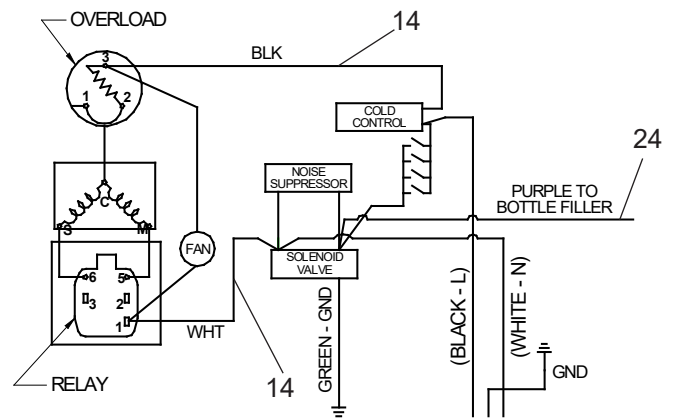 OVERLOAD
14
BLK
3
1
2
COLD
CONTROL
24
NOISE
SUPPRESSOR
PURPLE TO
BOTTLE FILLER
C
S
M
FAN
SOLENOID
VALVE
6
5
3
2
1
WHT
14
GREEN - GND
(BLACK - L)
(WHITE - N)
GND
RELAY